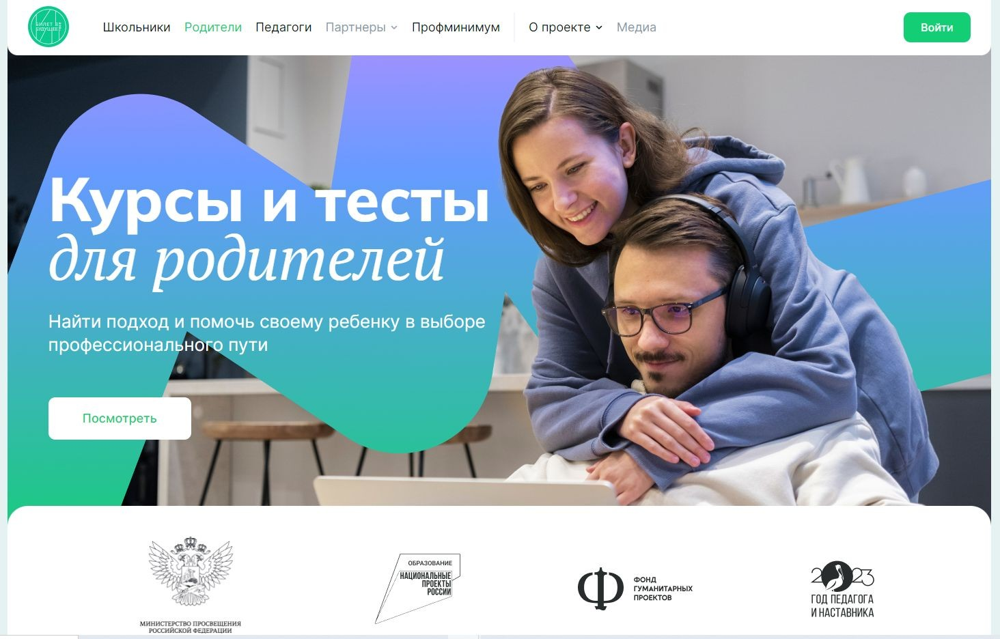 БИЛЕТ В
БУДУЩЕЕ
Школьники Родители Педагоги Партнеры Профминимум О проекте Медиа Войти
Курсы и тесты
для родителей
Найти подход и помочь своему ребенку в выборе
профессионального пути
Посмотреть
МИНИСТЕРСТВО ПРОСВЕЩЕНИЯ
РОССИЙСКОЙ ФЕДЕРАЦИИ
ОБРАЗОВАНИЕ
НАЦИОНАЛЬНЫЕ
ПРОЕКТЫ
РОССИИ
Ф
ФОНД
ГУМАНИТАРНЫХ
ПРОЕКТОВ
2023
ГОД ПЕДАГОГА
И НАСТАВНИКА